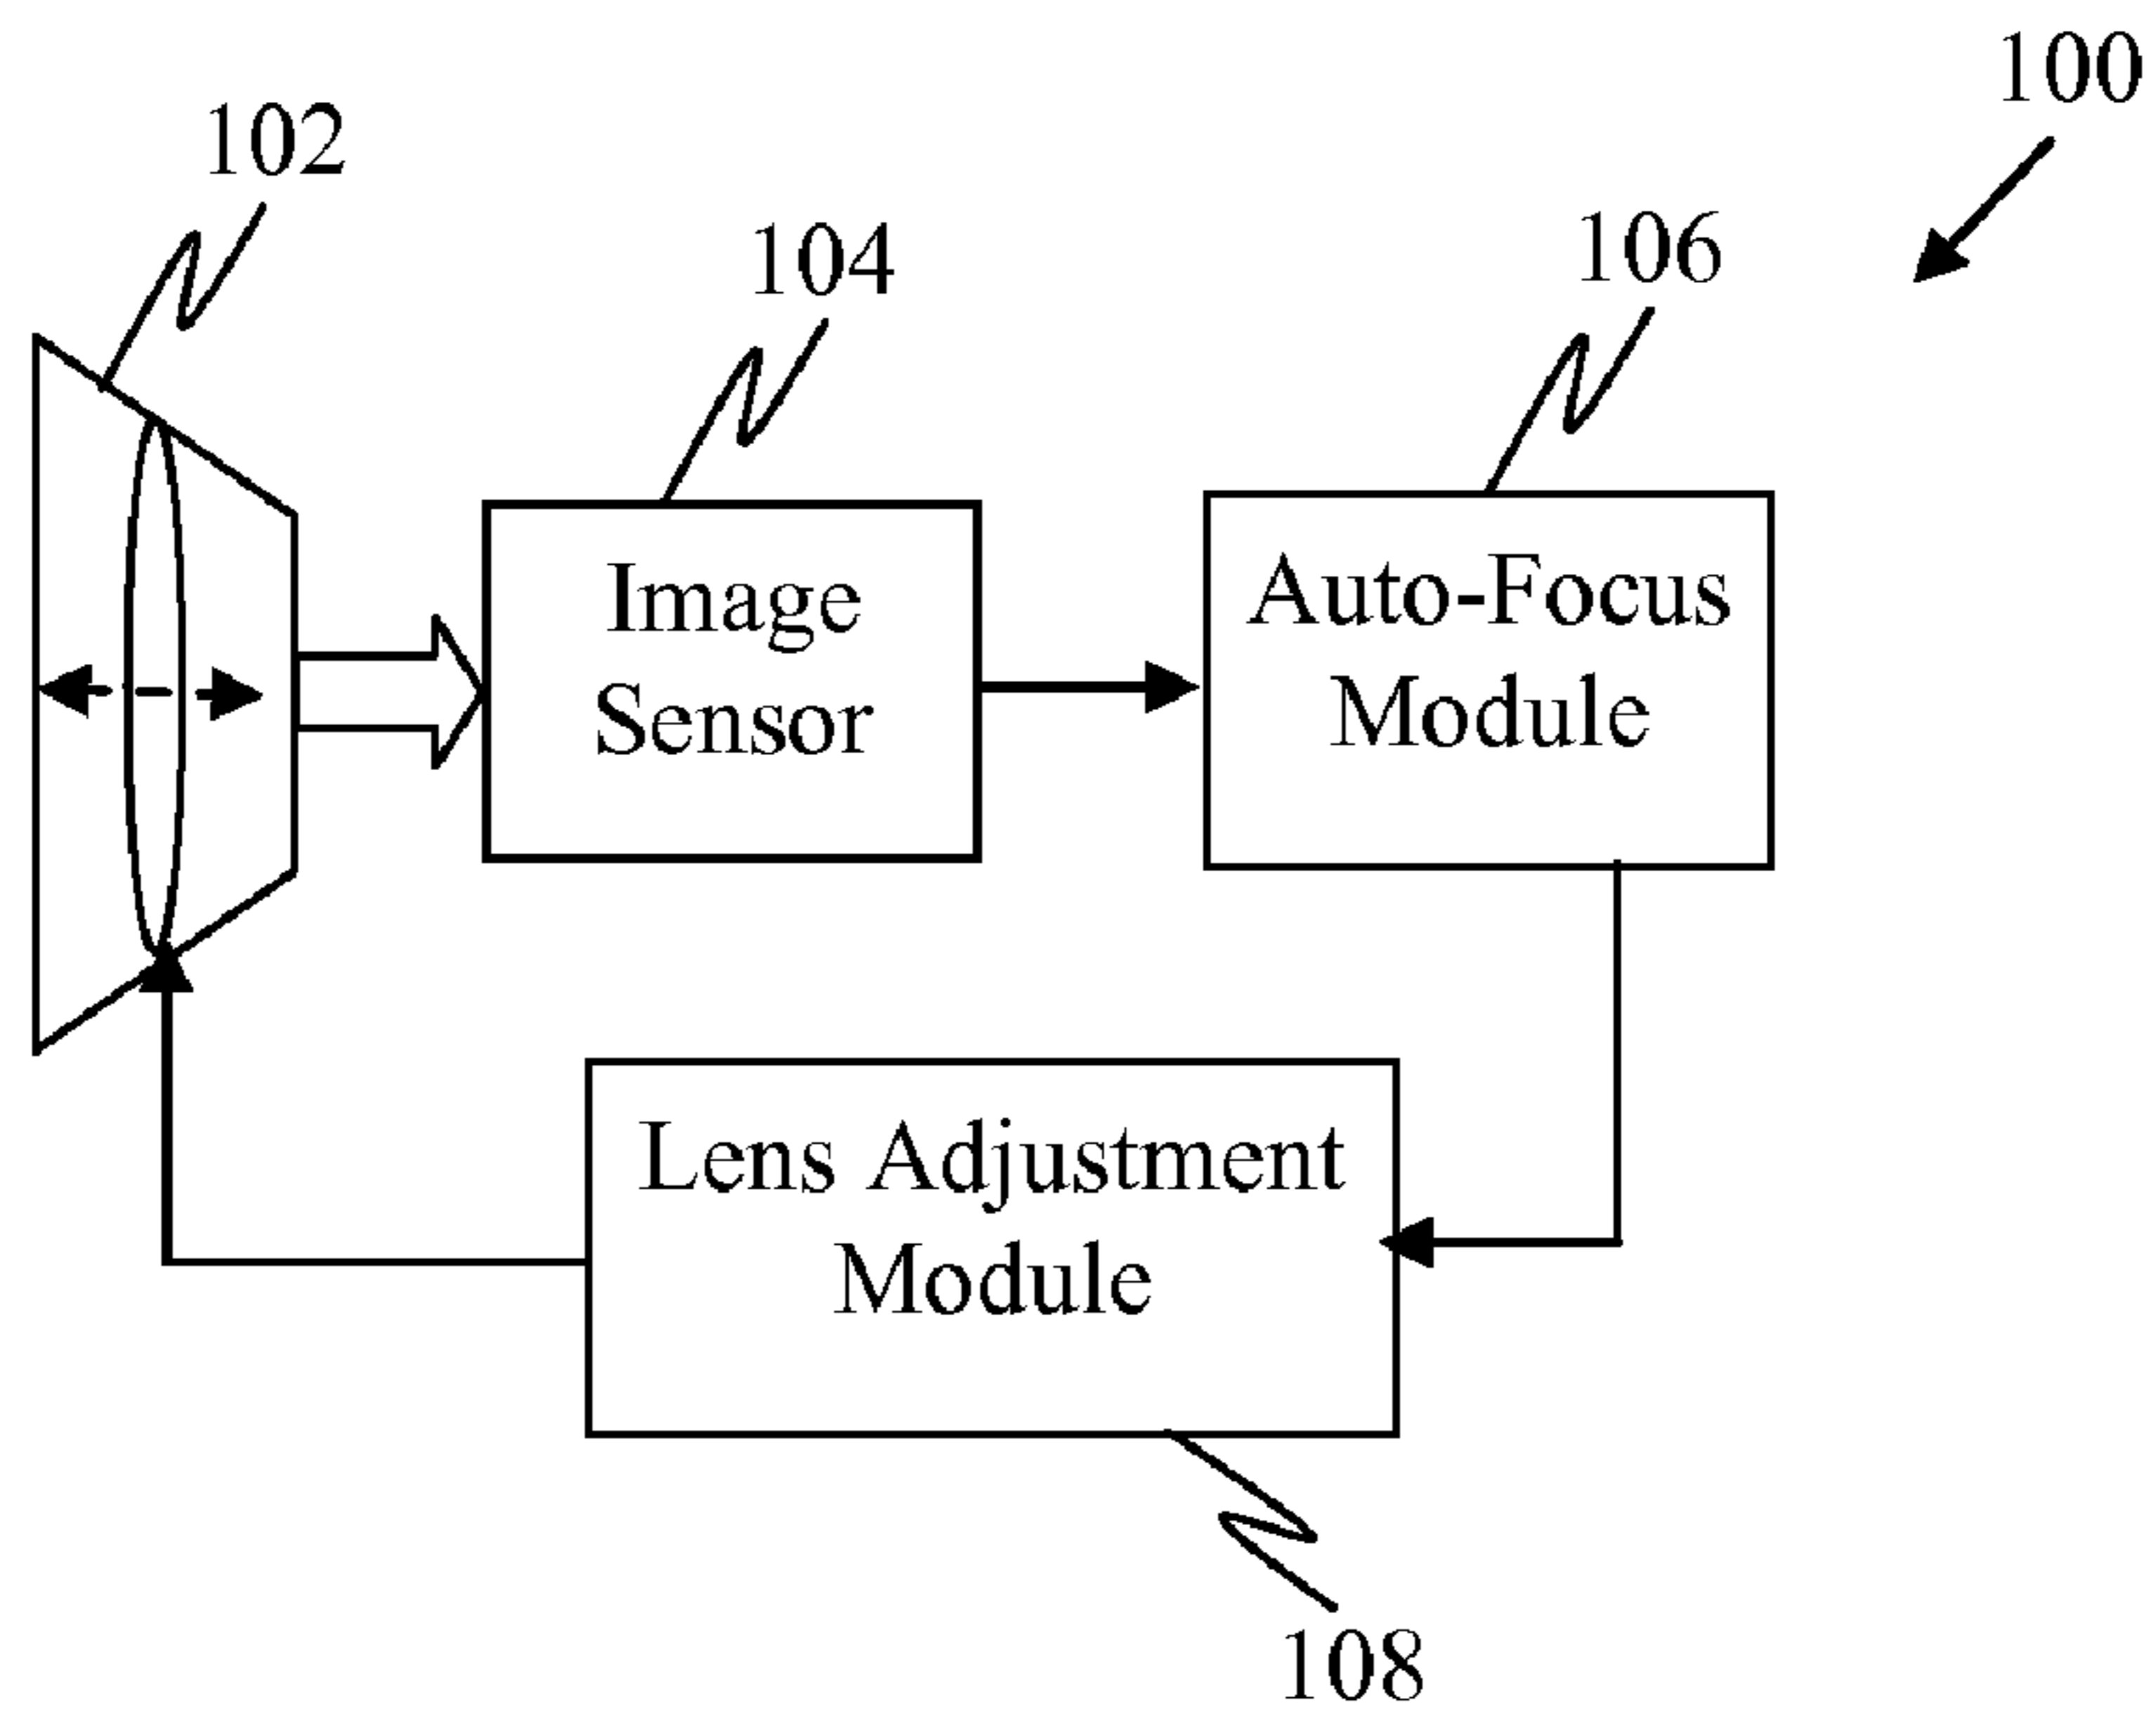 100
102
104
106
Image
Sensor
Auto-Focus
Module
Lens Adjustment
Module
108